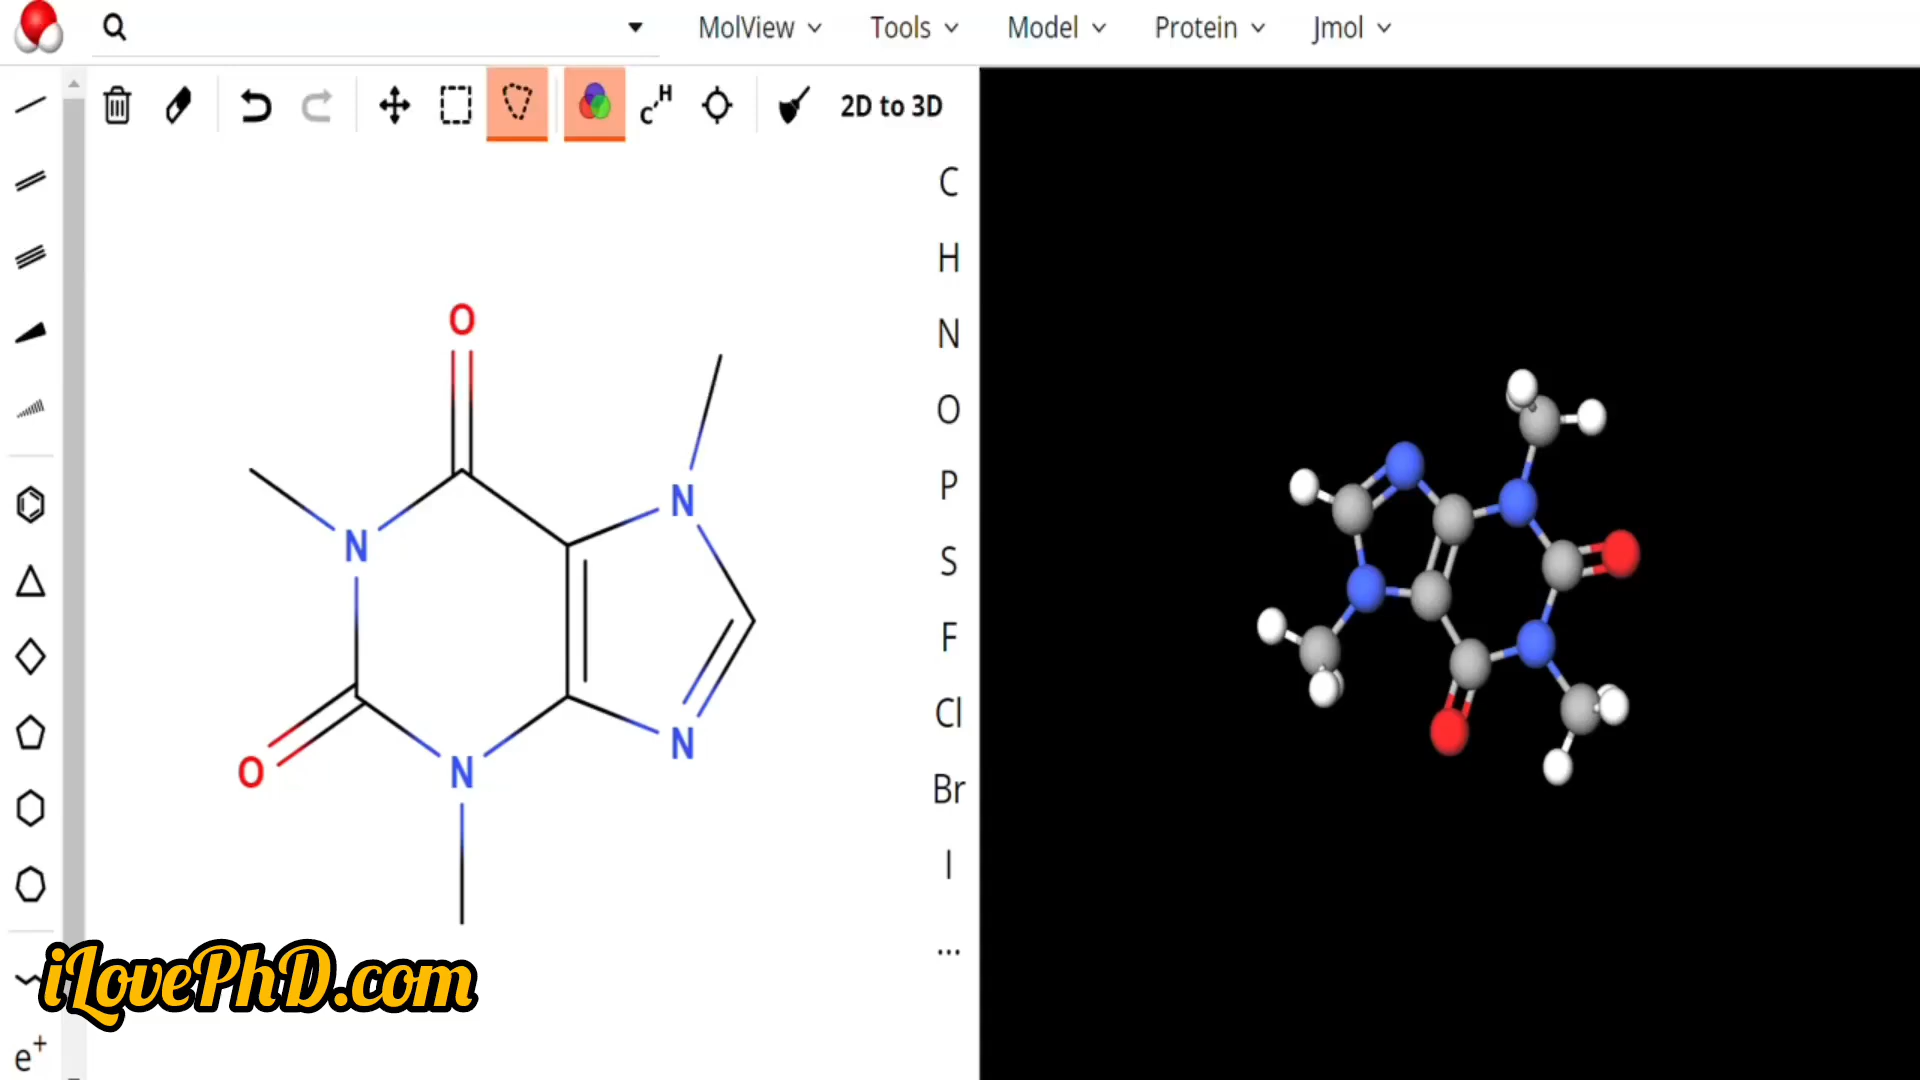 MolView Tools Model Protein Jmol
C H 2D to 3D
C
H
N
O
P
S
F
Cl
Br
I
...
O
N
N
O
N
N
e+
iLovePhD.com